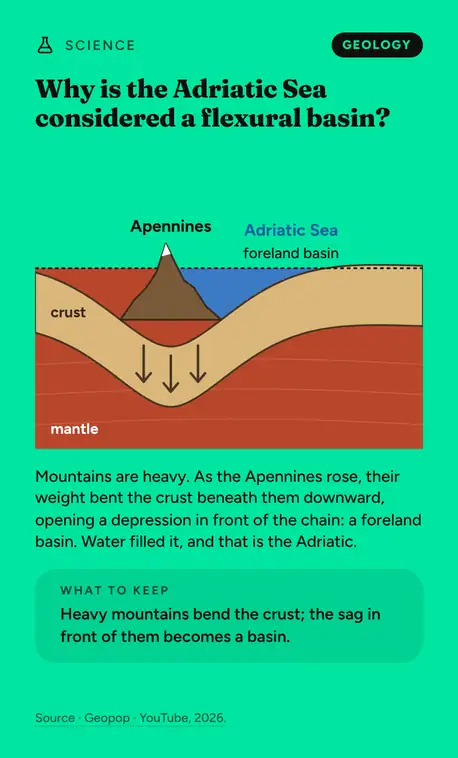 SCIENCE
GEOLOGY
Why is the Adriatic Sea
considered a flexural basin?
Apennines
Adriatic Sea
foreland basin
crust
mantle
Mountains are heavy. As the Apennines rose, their
weight bent the crust beneath them downward,
opening a depression in front of the chain: a foreland
basin. Water filled it, and that is the Adriatic.
WHAT TO KEEP
Heavy mountains bend the crust; the sag in
front of them becomes a basin.
Source · Geopop · YouTube, 2026.